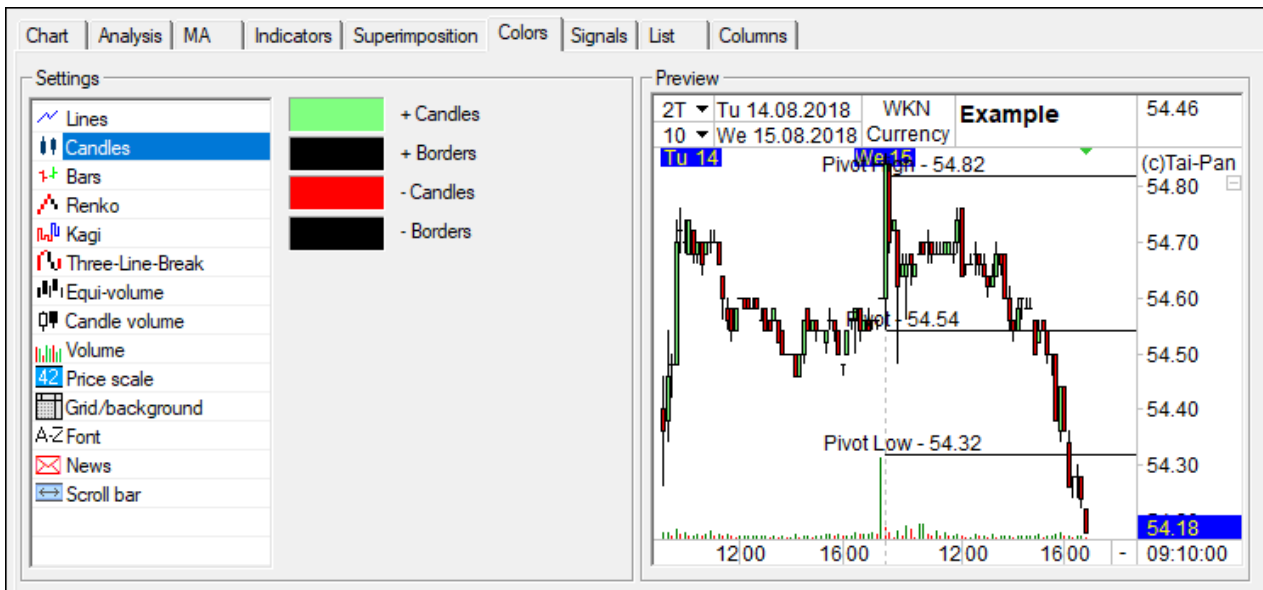 Chart Analysis MA Indicators Superimposition Colors Signals List Columns
Settings
Lines
Candles
Bars
Renko
Kagi
Three-Line-Break
Equi-volume
Candle volume
Volume
42 Price scale
Grid/background
A-Z Font
News
Scroll bar
+ Candles
+ Borders
- Candles
- Borders
Preview
2T Tu 14.08.2018 WKN Example 54.46
10 We 15.08.2018 Currency
Tu 14 We 15
(c)Tai-Pan
Pivot High - 54.82
54.80
54.70
54.60
Pivot - 54.54
54.50
54.40
Pivot Low - 54.32
54.30
54.18
12 00 16 00 12 00 16 00 - 09:10:00